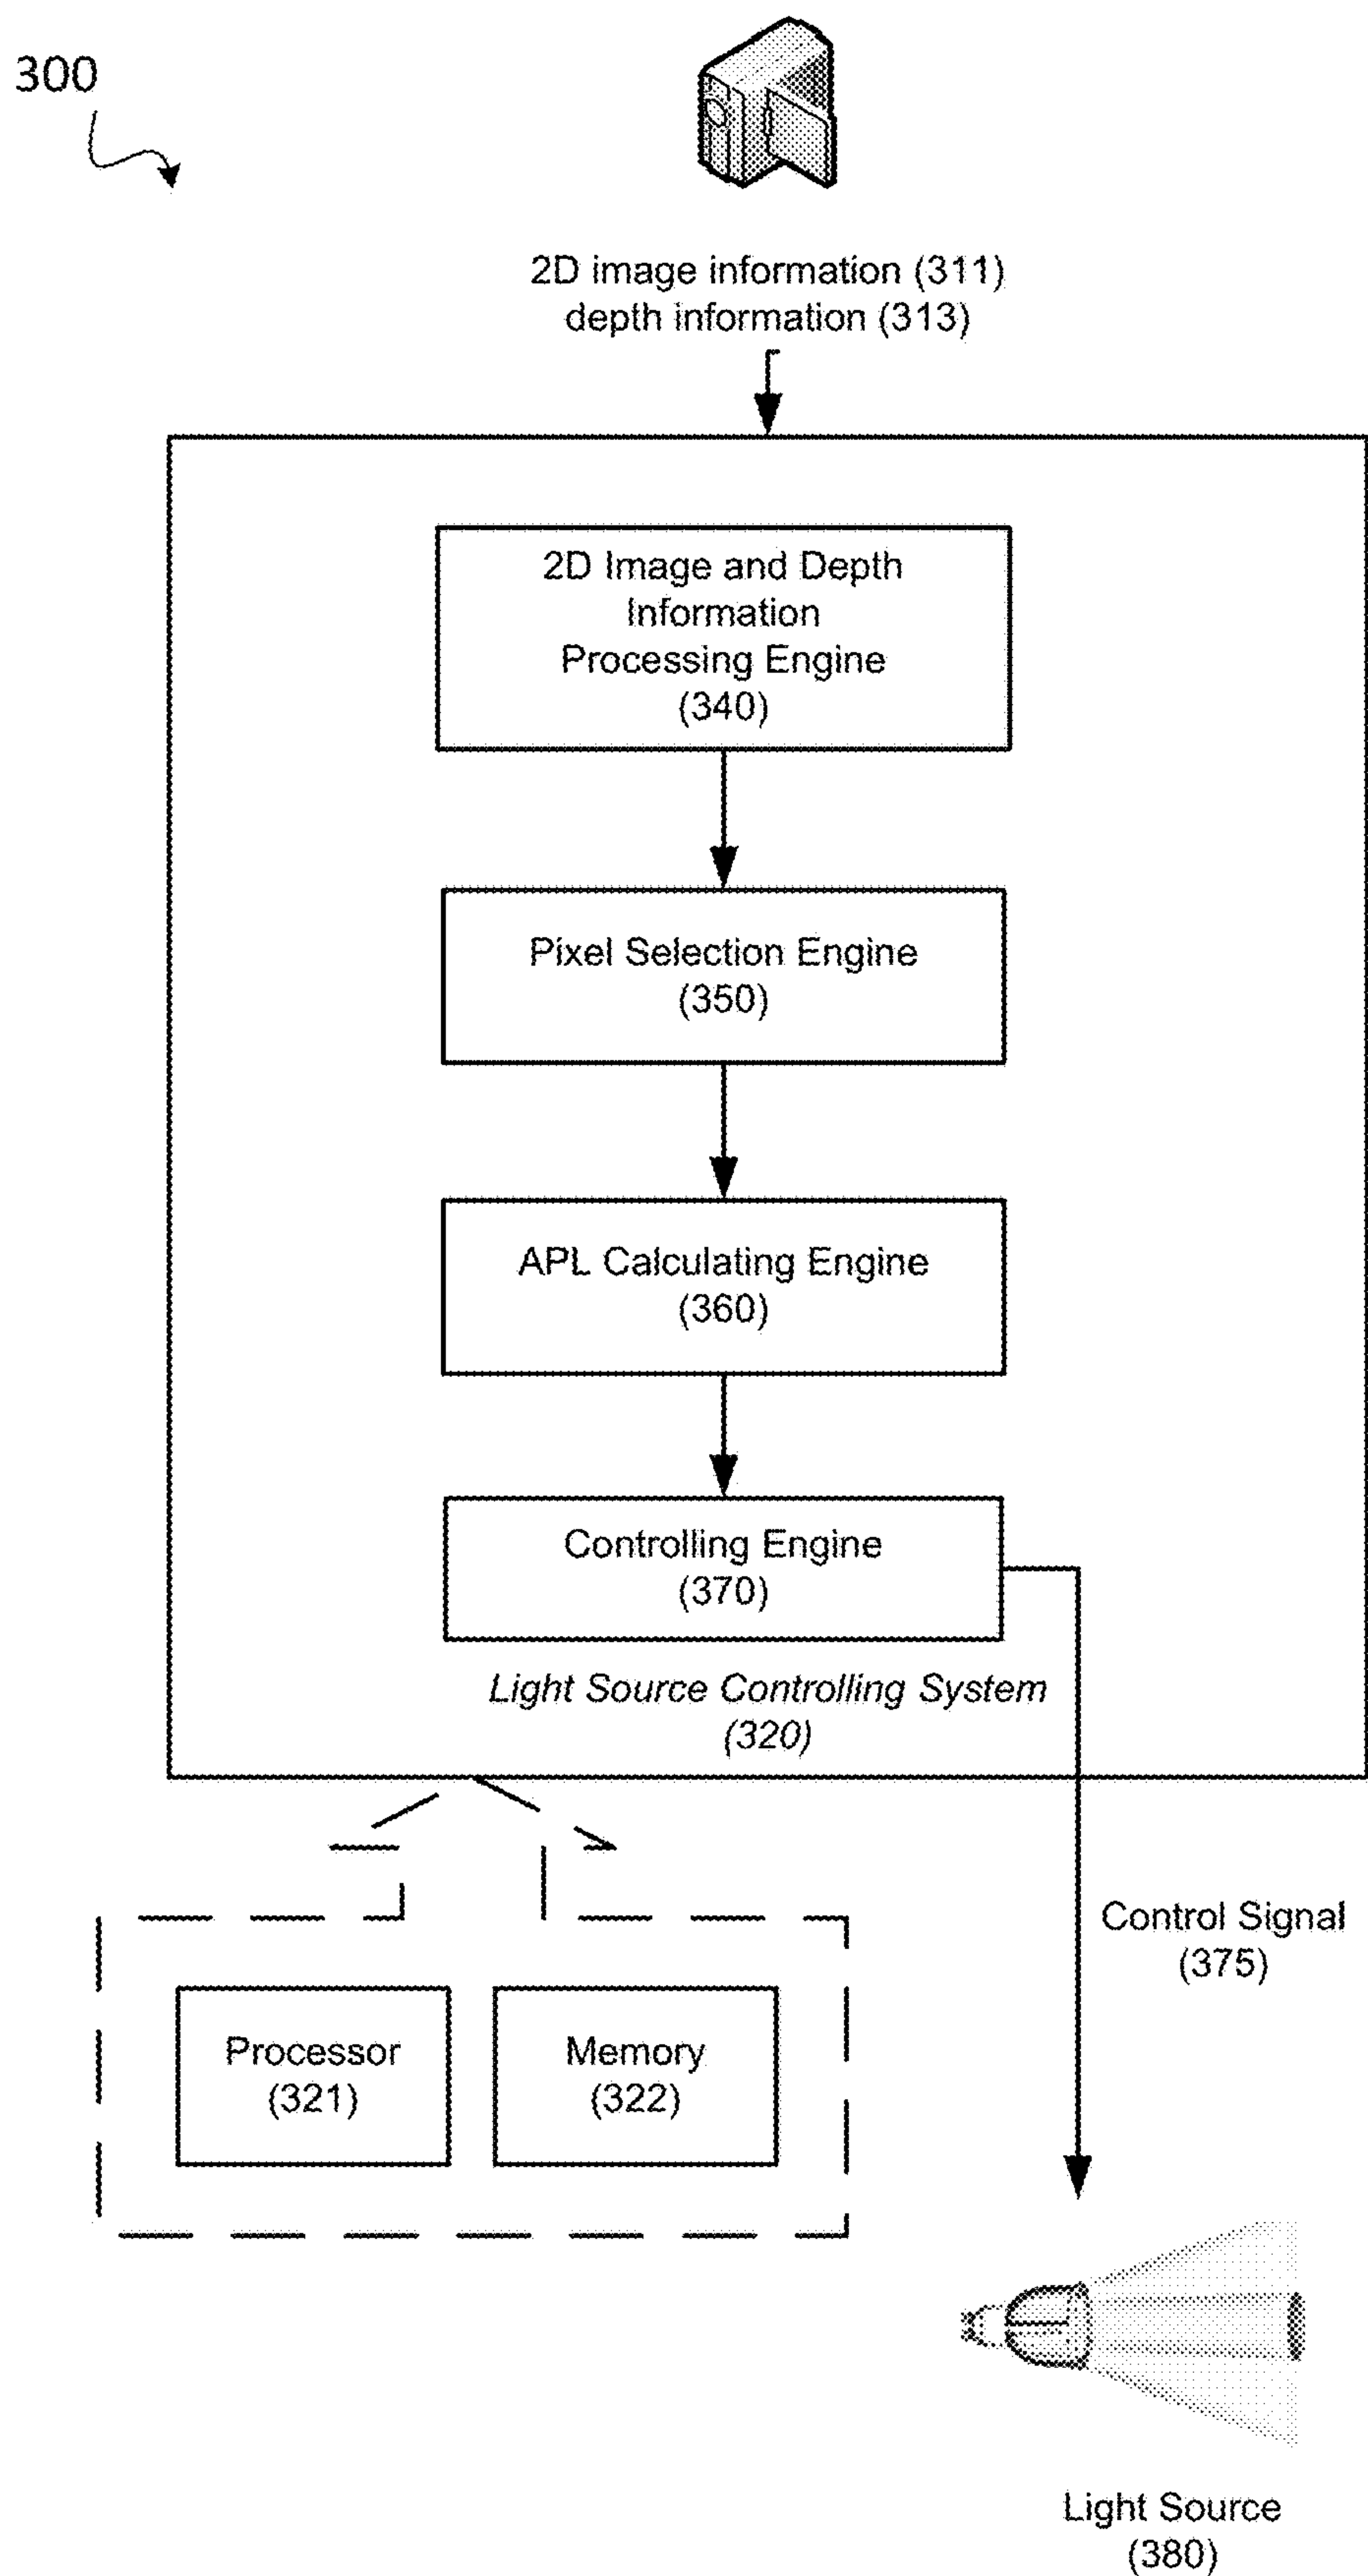 300
2D image information (311)
depth information (313)
2D Image and Depth
Information
Processing Engine
(340)
Pixel Selection Engine
(350)
APL Calculating Engine
(360)
Controlling Engine
(370)
Light Source Controlling System
(320)
Control Signal
(375)
Processor
(321)
Memory
(322)
Light Source
(380)